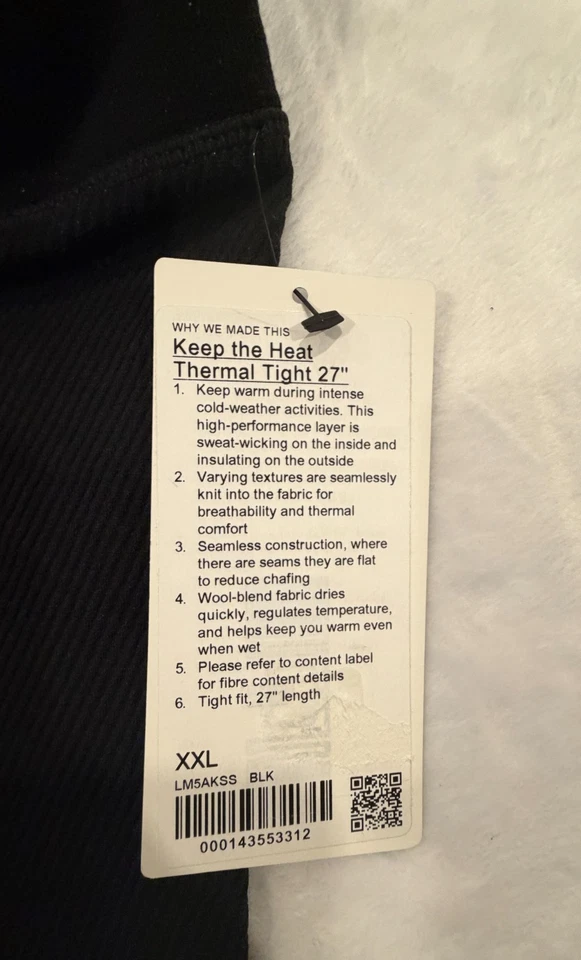 WHY WE MADE THIS
Keep the Heat
Thermal Tight 27"
1. Keep warm during intense
cold-weather activities. This
high-performance layer is
sweat-wicking on the inside and
insulating on the outside
2. Varying textures are seamlessly
knit into the fabric for
breathability and thermal
comfort
3. Seamless construction, where
there are seams they are flat
to reduce chafing
4. Wool-blend fabric dries
quickly, regulates temperature,
and helps keep you warm even
when wet
5. Please refer to content label
for fibre content details
6. Tight fit, 27" length
XXL
LM5AKSS BLK
000143553312